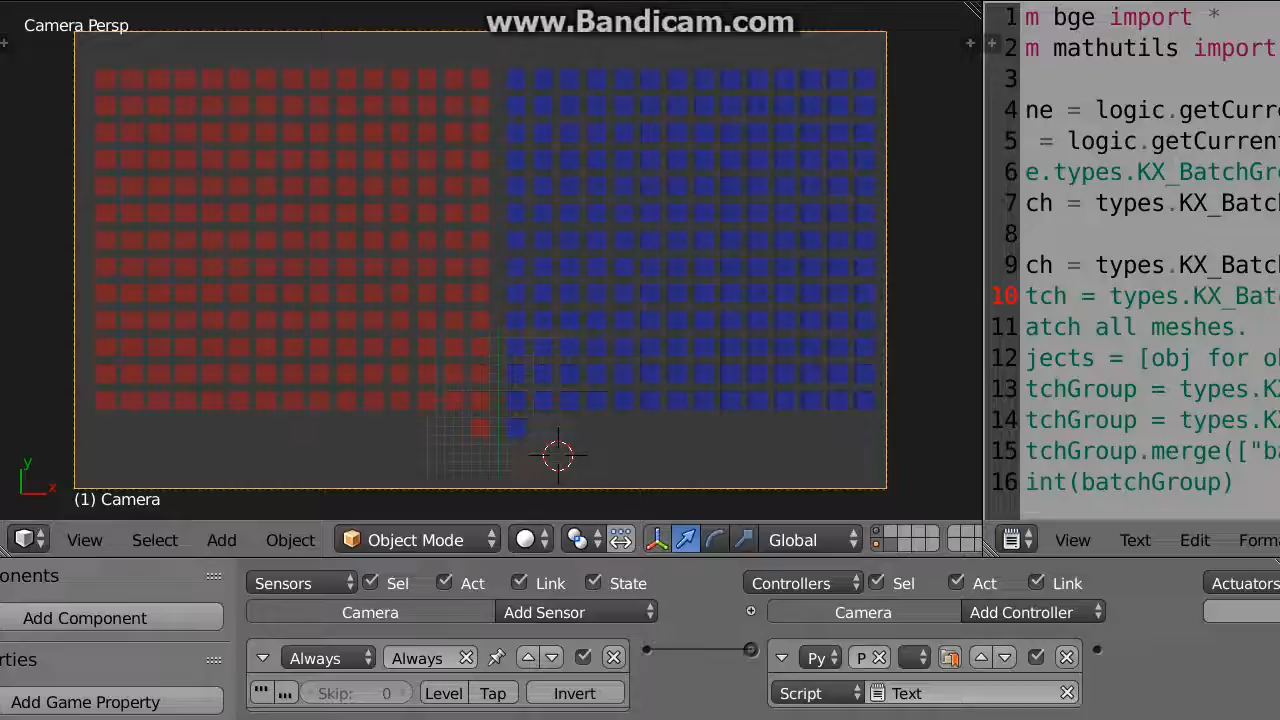 www.Bandicam.com
Camera Persp
y
x
(1) Camera
1 m bge import *
2 m mathutils import
3
4 ne = logic.getCurre
5 = logic.getCurren
6 e.types.KX_BatchGr
7 ch = types.KX_Batc
8
9 ch = types.KX_Batc
10 tch = types.KX_Bat
11 atch all meshes.
12 jects = [obj for o
13 tchGroup = types.K
14 tchGroup = types.K
15 tchGroup.merge(["b
16 int(batchGroup)
View Select Add Object Object Mode Global
View Text Edit Form
onents
Add Component
rties
Add Game Property
Sensors Sel Act Link State
Camera Add Sensor
Always Always
Skip: 0 Level Tap Invert
Controllers Sel Act Link
Camera Add Controller
Py P
Script Text
Actuators